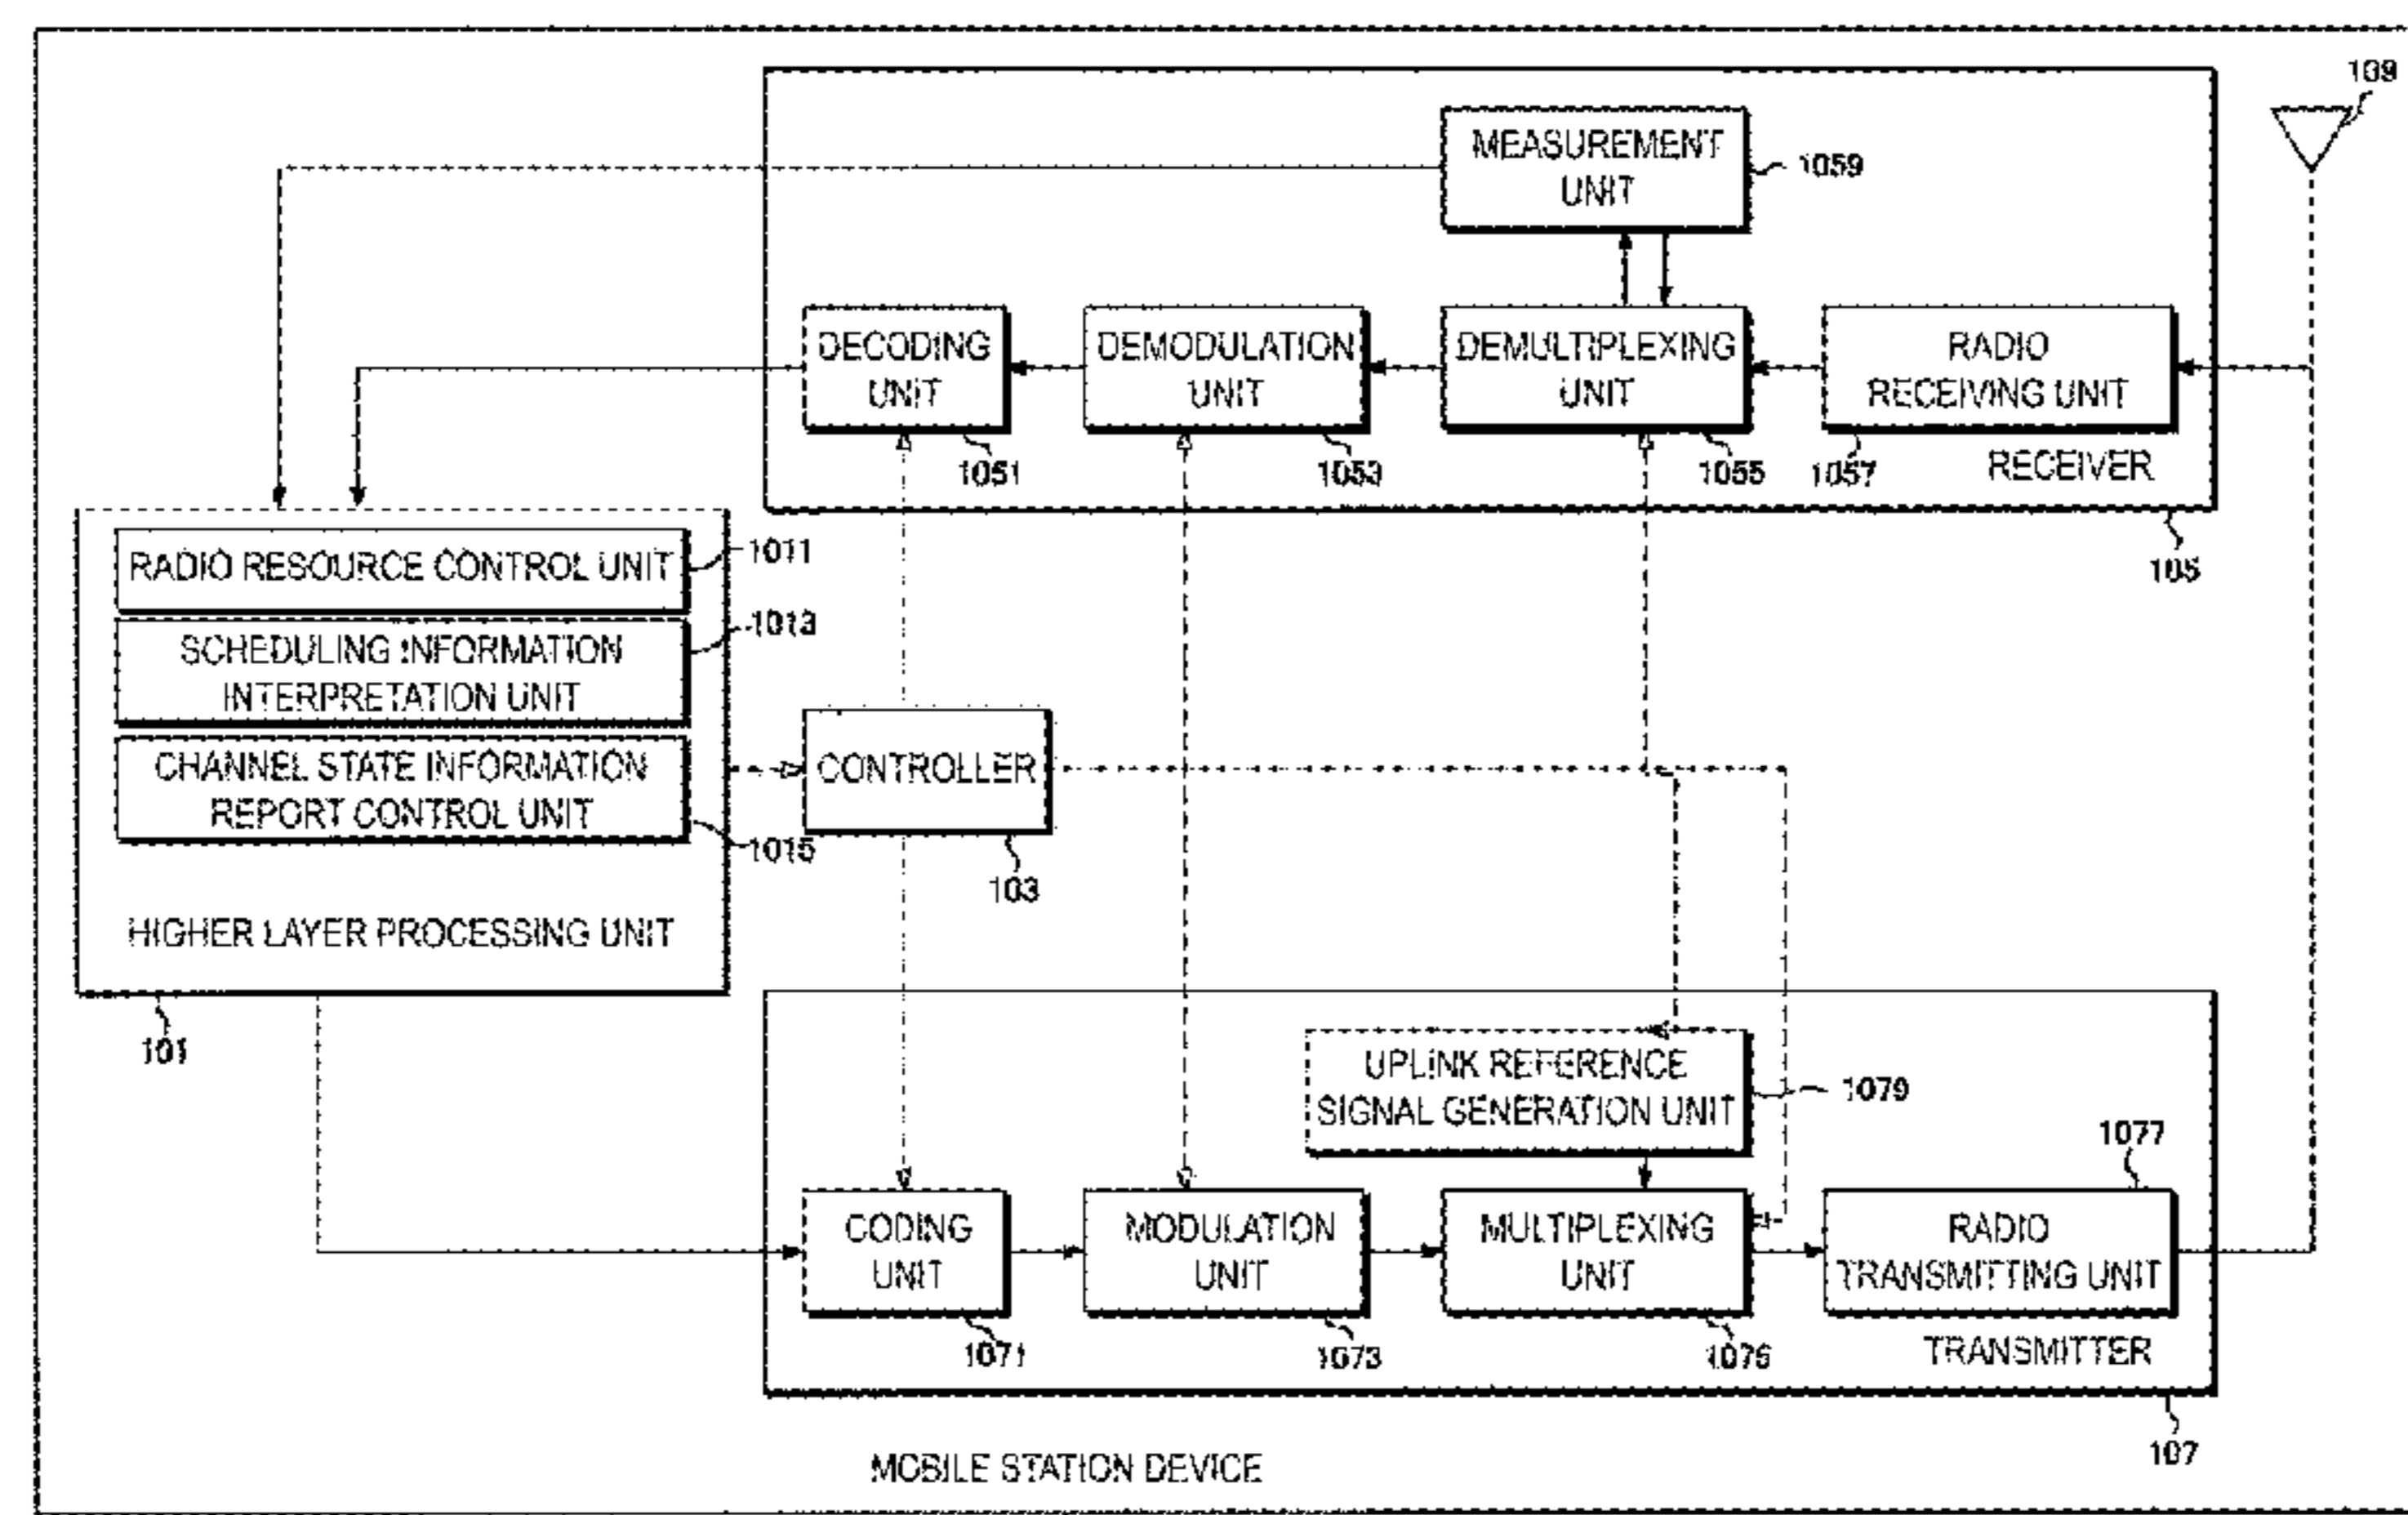 109
MEASUREMENT
UNIT
1059
DECODING
UNIT
DEMODULATION
UNIT
DEMULTIPLEXING
UNIT
RADIO
RECEIVING UNIT
1051
1053
1055
1057
RECEIVER
105
RADIO RESOURCE CONTROL UNIT
1011
SCHEDULING INFORMATION
INTERPRETATION UNIT
1013
CHANNEL STATE INFORMATION
REPORT CONTROL UNIT
1015
HIGHER LAYER PROCESSING UNIT
101
CONTROLLER
103
UPLINK REFERENCE
SIGNAL GENERATION UNIT
1079
1077
CODING
UNIT
MODULATION
UNIT
MULTIPLEXING
UNIT
RADIO
TRANSMITTING UNIT
1071
1073
1075
TRANSMITTER
107
MOBILE STATION DEVICE